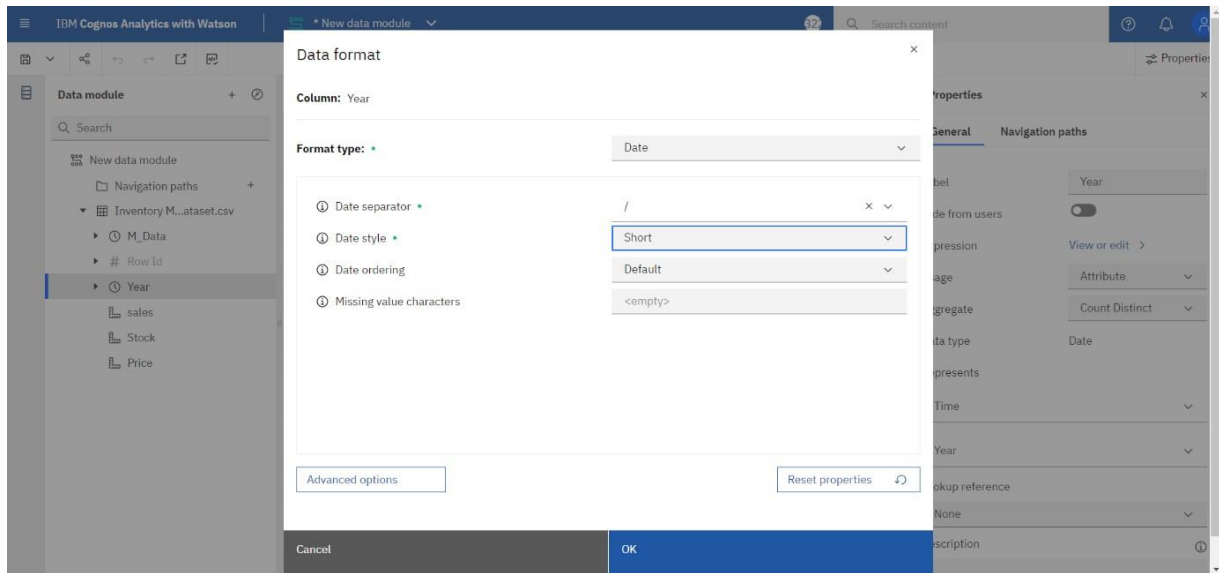 IBM Cognos Analytics with Watson
* New data module
32
Search content
Properties
Data module
Search
New data module
Navigation paths
Inventory M...ataset.csv
M_Data
# Row Id
Year
sales
Stock
Price
Data format
Column: Year
Format type:
Date
Date separator
/
Date style
Short
Date ordering
Default
Missing value characters
<empty>
Advanced options
Reset properties
Cancel
OK
Properties
General Navigation paths
bel
Year
de from users
pression
View or edit >
age
Attribute
gregate
Count Distinct
ta type
Date
presents
Time
Year
okup reference
None
scription